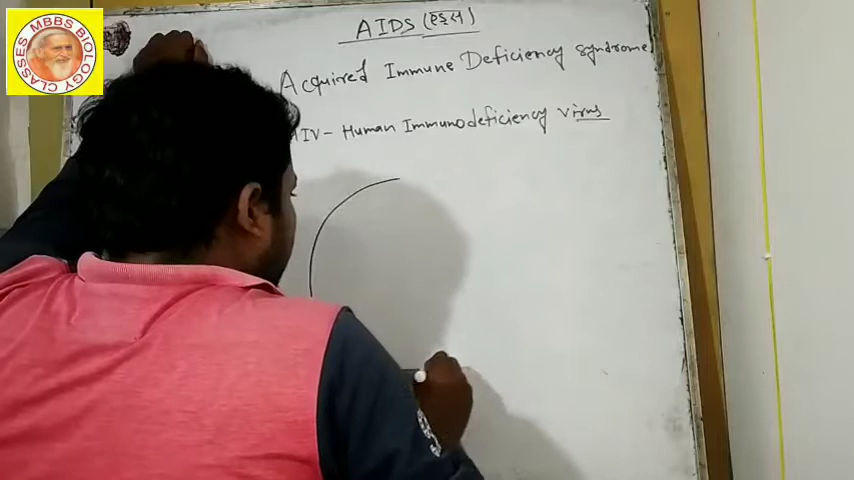 MBBS BIOLOGY CLASSES
AIDS (एड्स)
Acquired Immune Deficiency syndrome
HIV- Human Immunodeficiency virus